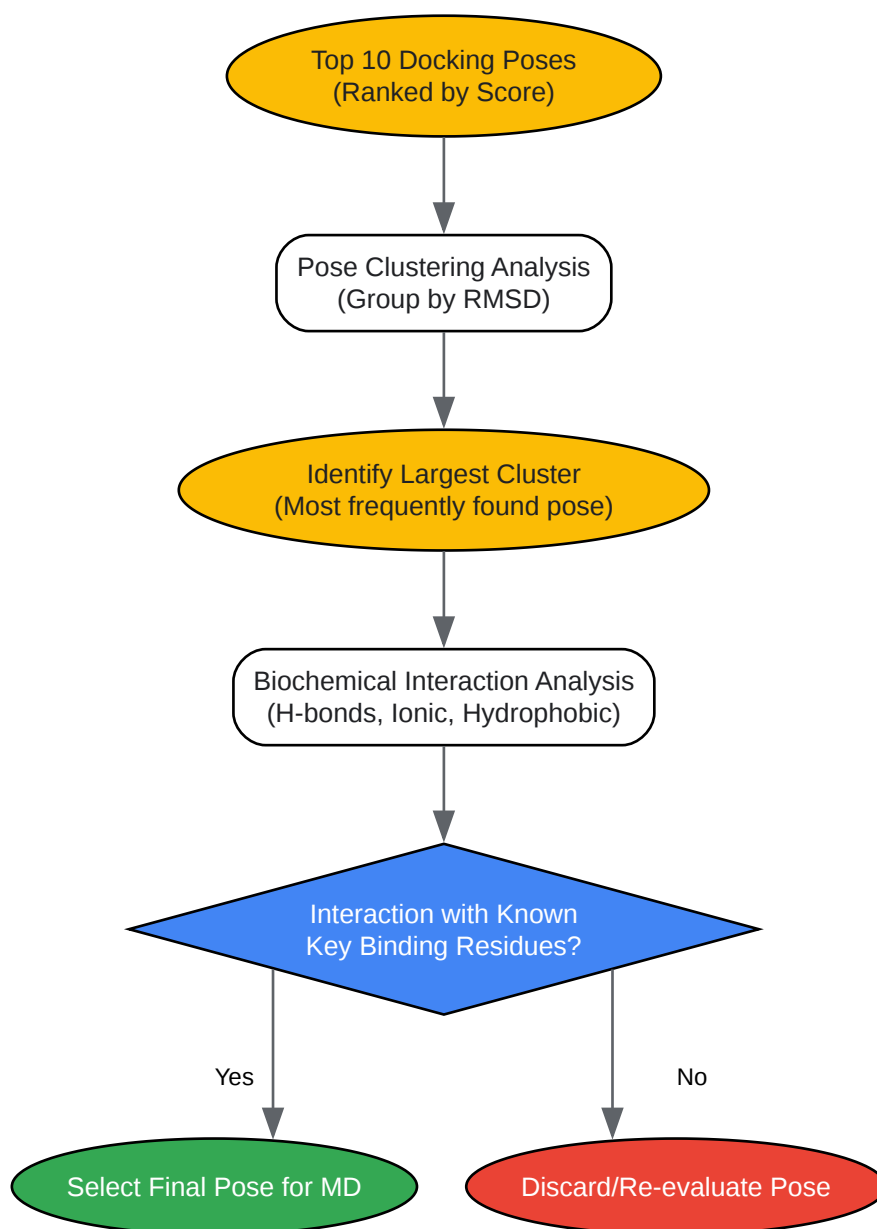 Top 10 Docking Poses
(Ranked by Score)
Pose Clustering Analysis
(Group by RMSD)
Identify Largest Cluster
(Most frequently found pose)
Biochemical Interaction Analysis
(H-bonds, Ionic, Hydrophobic)
Interaction with Known
Key Binding Residues?
Yes
No
Select Final Pose for MD
Discard/Re-evaluate Pose